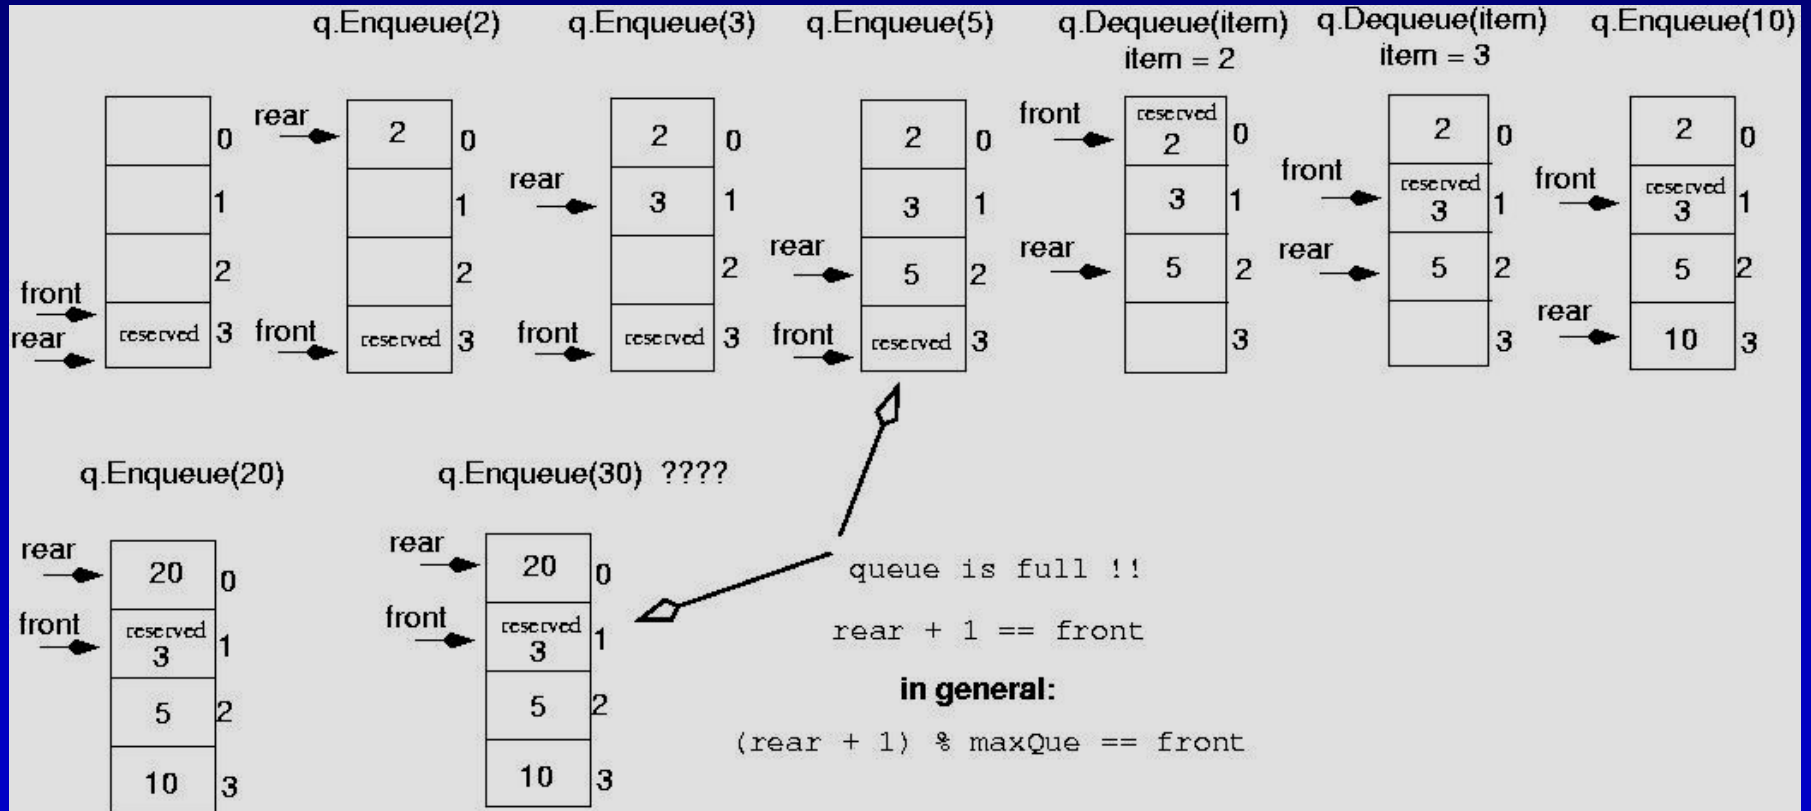 q.Enqueue(2)
q.Enqueue(3)
q.Enqueue(5)
q.Dequeue(item)
item = 2
q.Dequeue(item)
item = 3
q.Enqueue(10)
0
1
2
front
rear
reserved 3
rear
2 0
1
2
front
reserved 3
2 0
rear
3 1
2
front
reserved 3
2 0
3 1
rear
5 2
front
reserved 3
front
reserved
2 0
3 1
rear
5 2
3
2 0
front
reserved
3 1
rear
5 2
3
2 0
front
reserved
3 1
5 2
rear
10 3
q.Enqueue(20)
rear
20 0
front
reserved
3 1
5 2
10 3
q.Enqueue(30) ????
rear
20 0
front
reserved
3 1
5 2
10 3
queue is full !!
rear + 1 == front
in general:
(rear + 1) % maxQue == front